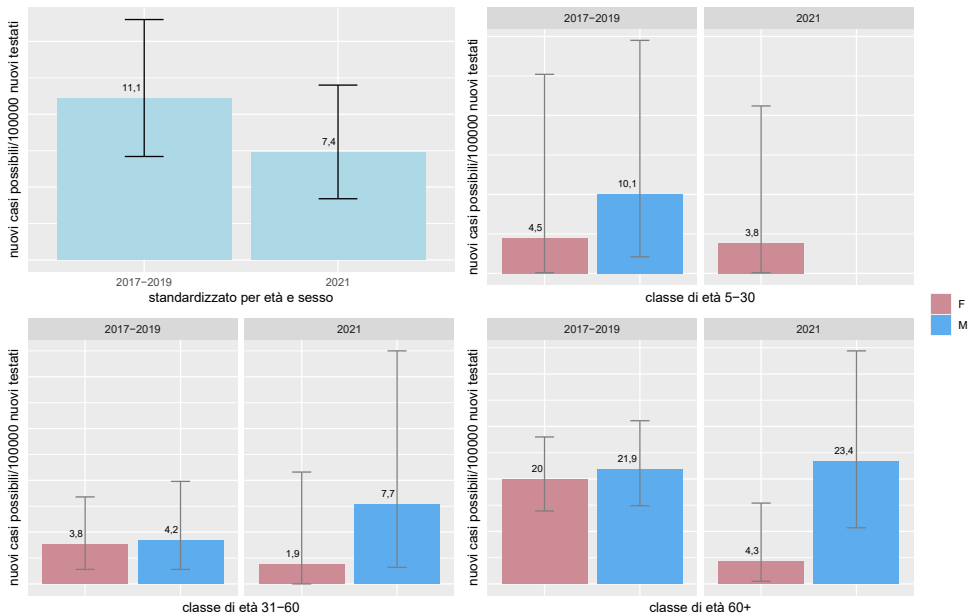 nuovi casi possibili/100000 nuovi testati
11,1
7,4
2017−2019
2021
standardizzato per età e sesso
nuovi casi possibili/100000 nuovi testati
2017−2019
2021
4,5
10,1
3,8
classe di età 5−30
nuovi casi possibili/100000 nuovi testati
2017−2019
2021
3,8
4,2
1,9
7,7
classe di età 31−60
nuovi casi possibili/100000 nuovi testati
2017−2019
2021
20
21,9
4,3
23,4
classe di età 60+
F
M